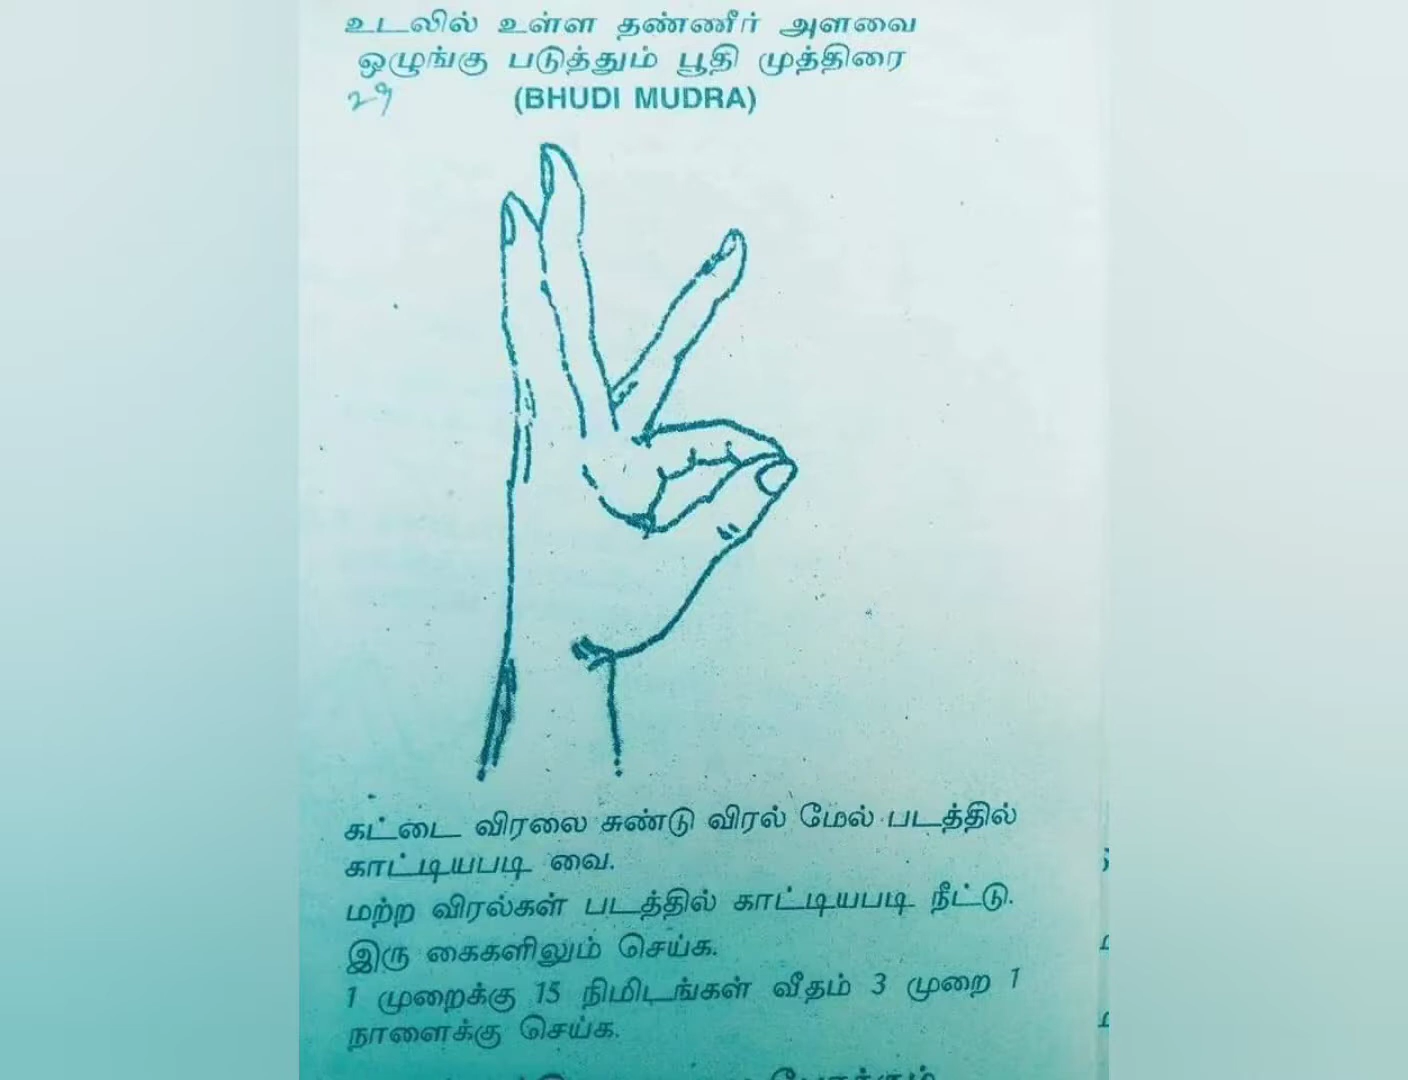 உடலில் உள்ள தண்ணீர் அளவை
ஒழுங்கு படுத்தும் பூதி முத்திரை
29
(BHUDI MUDRA)
கட்டை விரலை சுண்டு விரல் மேல் படத்தில்
காட்டியபடி வை.
மற்ற விரல்கள் படத்தில் காட்டியபடி நீட்டு.
இரு கைகளிலும் செய்க.
1 முறைக்கு 15 நிமிடங்கள் வீதம் 3 முறை 1
நாளைக்கு செய்க.